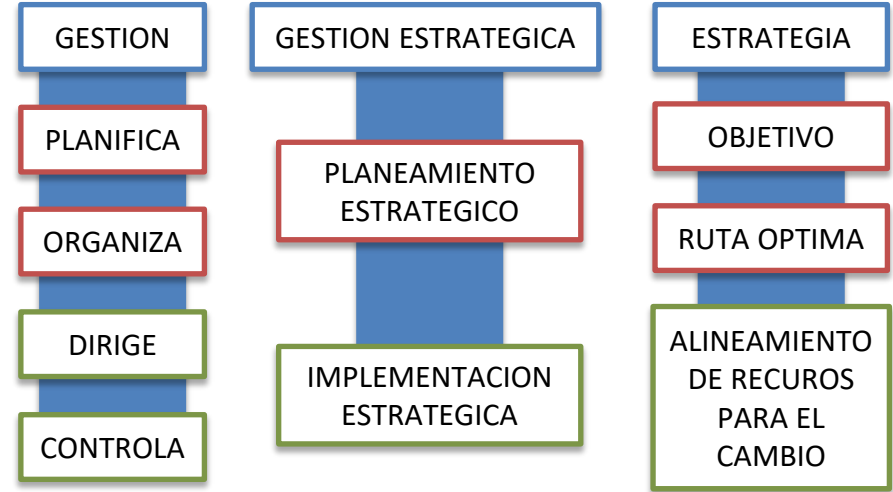 GESTION
PLANIFICA
ORGANIZA
DIRIGE
CONTROLA
GESTION ESTRATEGICA
PLANEAMIENTO
ESTRATEGICO
IMPLEMENTACION
ESTRATEGICA
ESTRATEGIA
OBJETIVO
RUTA OPTIMA
ALINEAMIENTO
DE RECUROS
PARA EL
CAMBIO